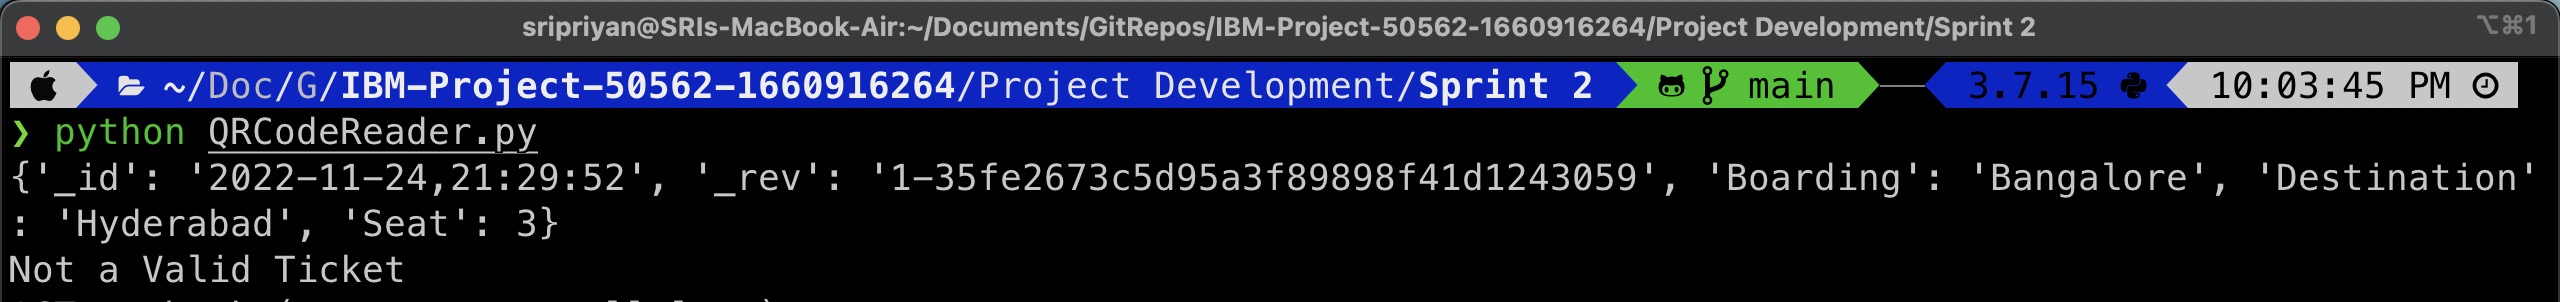 sripriyan@SRIs-MacBook-Air:~/Documents/GitRepos/IBM-Project-50562-1660916264/Project Development/Sprint 2 ⌥⌘1
~/Doc/G/IBM-Project-50562-1660916264/Project Development/Sprint 2 main 3.7.15 10:03:45 PM
❯ python QRCodeReader.py
{'_id': '2022-11-24,21:29:52', '_rev': '1-35fe2673c5d95a3f89898f41d1243059', 'Boarding': 'Bangalore', 'Destination'
: 'Hyderabad', 'Seat': 3}
Not a Valid Ticket